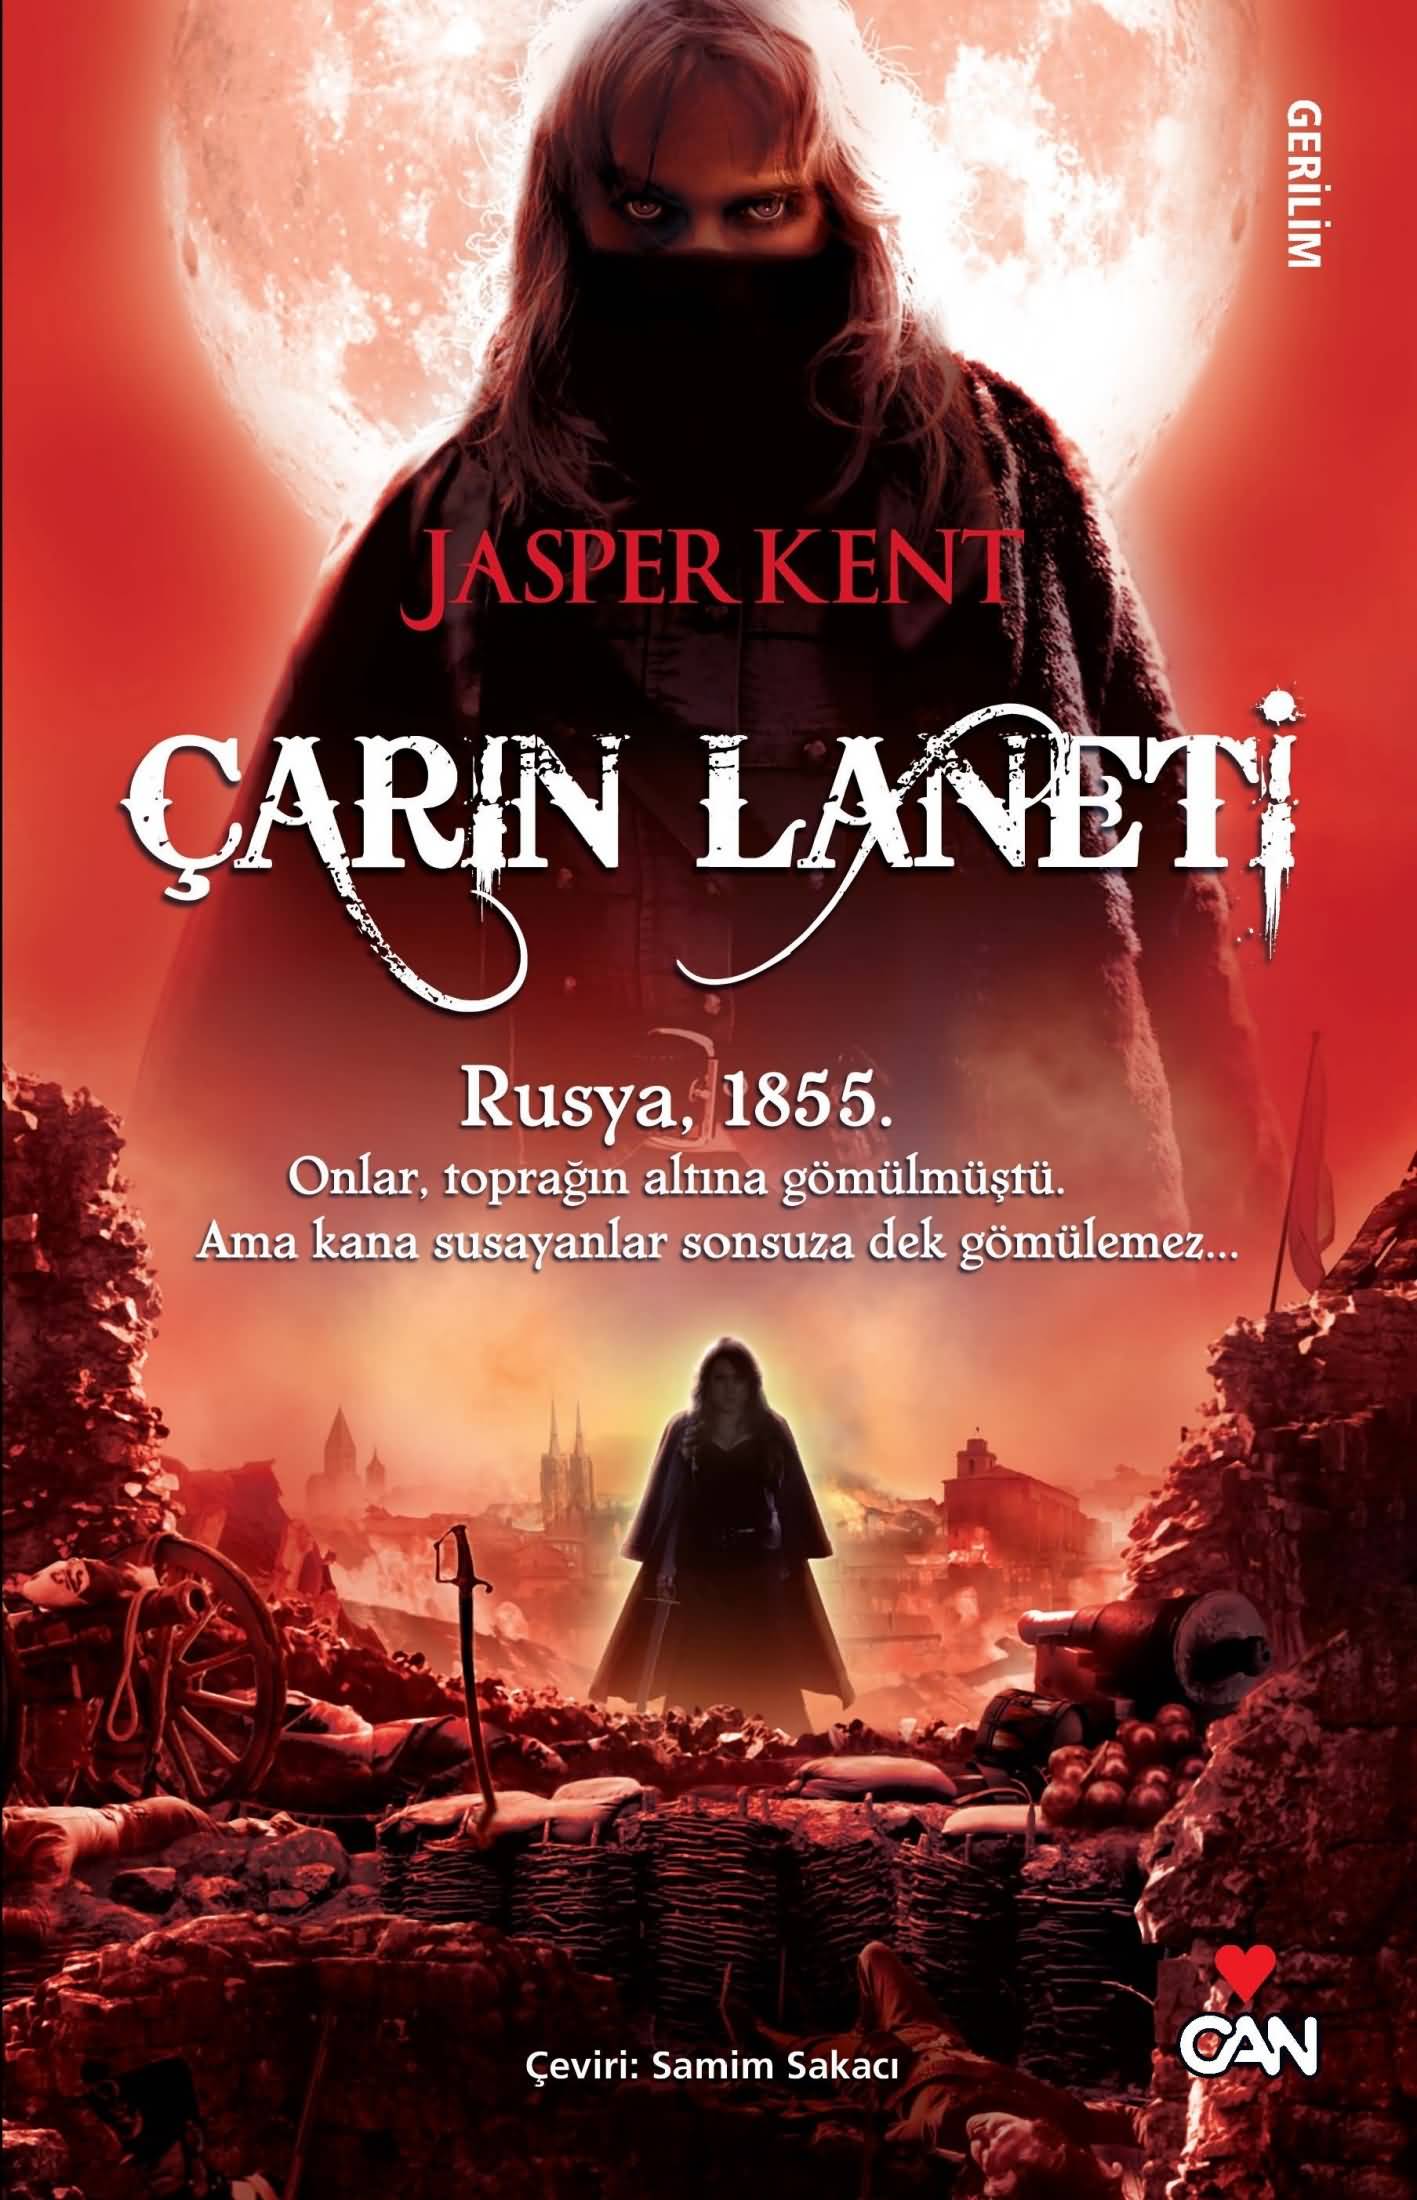 GERİLİM
JASPER KENT
ÇARIN LANETİ
Rusya, 1855.
Onlar, toprağın altına gömülmüştü.
Ama kana susayanlar sonsuza dek gömülemez...
CAN
Çeviri: Samim Sakacı